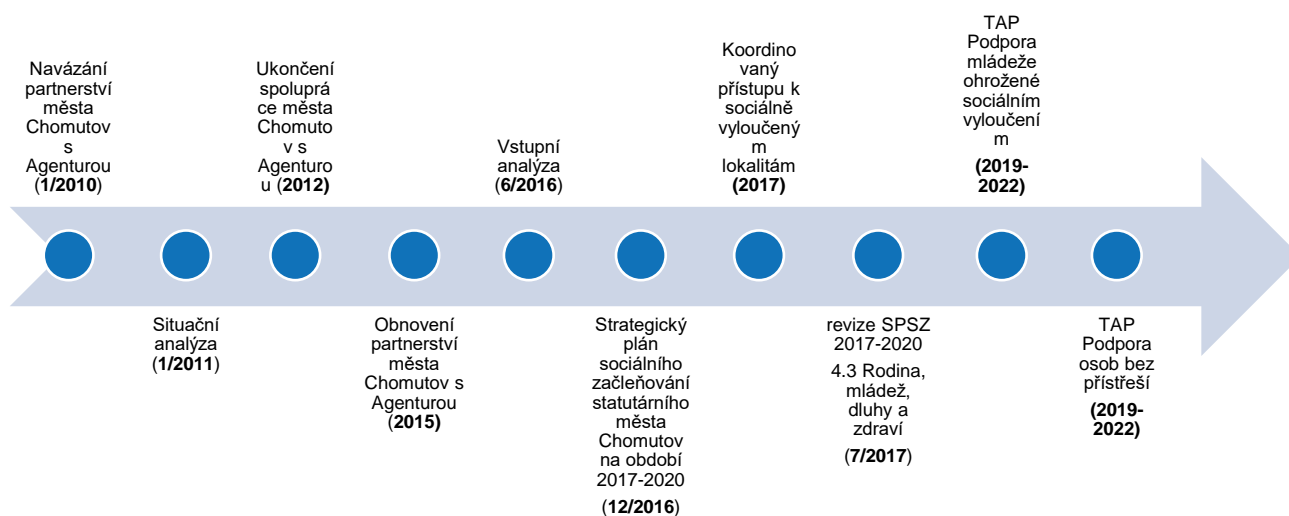 Navázání
partnerství
města
Chomutov
s
Agenturou
(1/2010)
Situační
analýza
(1/2011)
Ukončení
spoluprá
ce města
Chomuto
v s
Agenturo
u (2012)
Obnovení
partnerství
města
Chomutov s
Agenturou
(2015)
Vstupní
analýza
(6/2016)
Strategický
plán
sociálního
začleňování
statutárního
města
Chomutov
na období
2017-2020
(12/2016)
Koordino
vaný
přístupu k
sociálně
vyloučený
m
lokalitám
(2017)
revize SPSZ
2017-2020
4.3 Rodina,
mládež,
dluhy a
zdraví
(7/2017)
TAP
Podpora
mládeže
ohrožené
sociálním
vyloučení
m
(2019-
2022)
TAP
Podpora
osob bez
přístřeší
(2019-
2022)